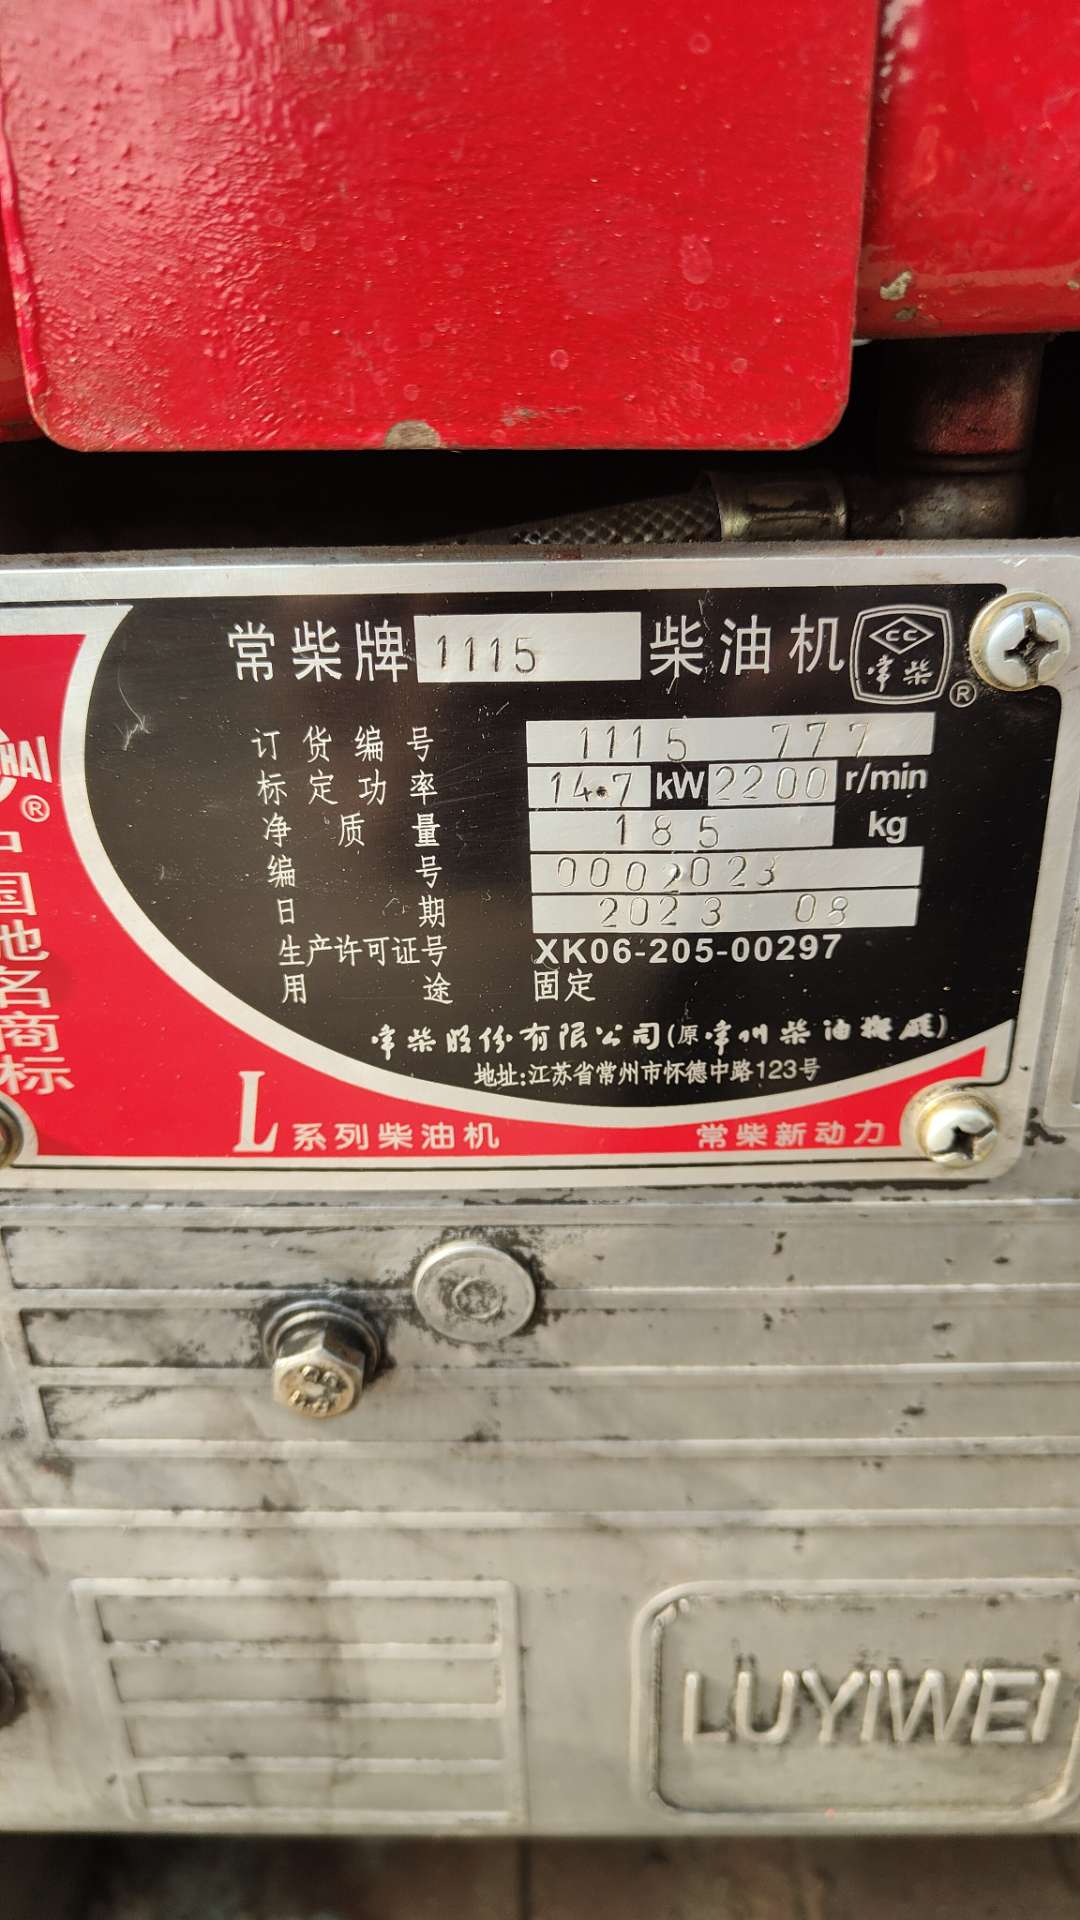 常柴牌 1115 柴油机 CC 常柴 ®
HAI ®
中国驰名商标
订货编号 1115 777
标定功率 14.7 kW 2200 r/min
净质量 185 kg
编号 0002023
日期 2023 08
生产许可证号 XK06-205-00297
用途 固定
常柴股份有限公司(原常州柴油机厂)
地址:江苏省常州市怀德中路123号
L 系列柴油机 常柴新动力
LUYIWEI